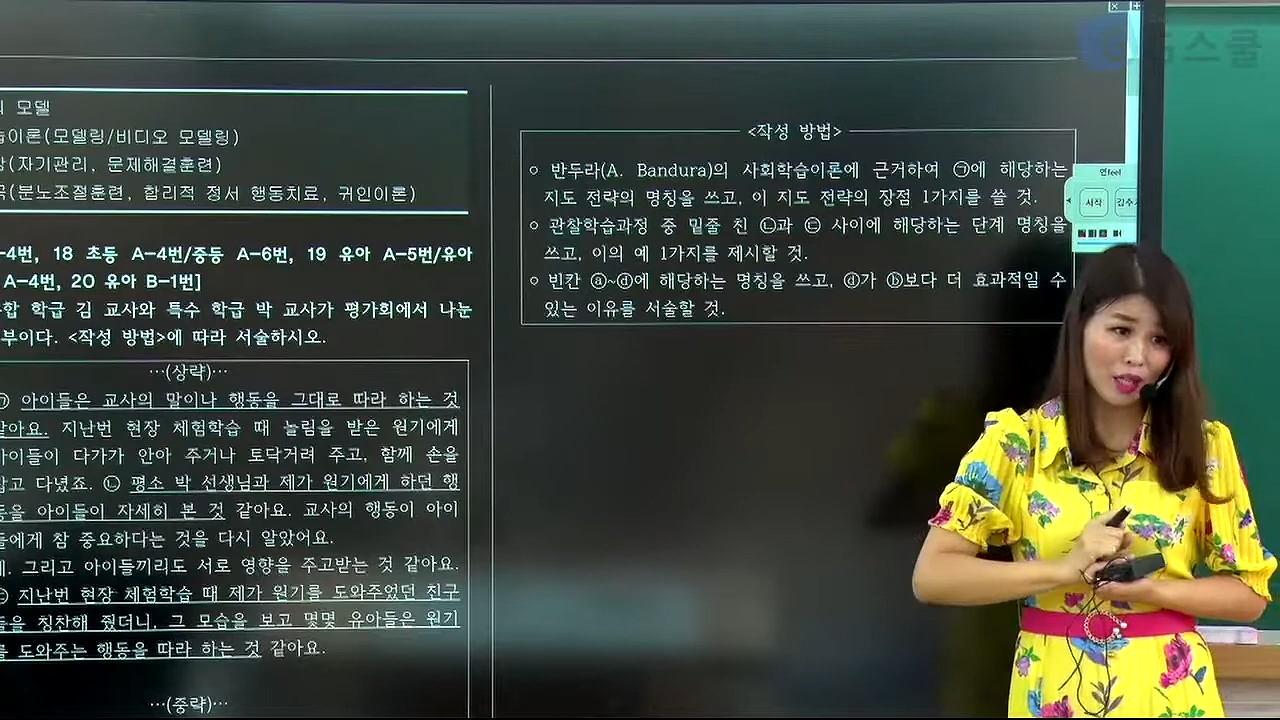 모델
(모델링/비디오 모델링)
(자기관리, 문제해결훈련)
(분노조절훈련, 합리적 정서 행동치료, 귀인이론)
-4번, 18 초등 A-4번/중등 A-6번, 19 유아 A-5번/유아
A-4번, 20 유아 B-1번]
학급 김 교사와 특수 학급 박 교사가 평가회에서 나눈
부이다. <작성 방법>에 따라 서술하시오.
…(상략)…
㉠ 아이들은 교사의 말이나 행동을 그대로 따라 하는 것
같아요. 지난번 현장 체험학습 때 놀림을 받은 원기에게
아이들이 다가가 안아 주거나 토닥거려 주고, 함께 손을
잡고 다녔죠. ㉡ 평소 박 선생님과 제가 원기에게 하던 행
동을 아이들이 자세히 본 것 같아요. 교사의 행동이 아이
들에게 참 중요하다는 것을 다시 알았어요.
네. 그리고 아이들끼리도 서로 영향을 주고받는 것 같아요.
㉢ 지난번 현장 체험학습 때 제가 원기를 도와주었던 친구
들을 칭찬해 줬더니, 그 모습을 보고 몇몇 유아들은 원기
를 도와주는 행동을 따라 하는 것 같아요.
…(중략)…
<작성 방법>
○ 반두라(A. Bandura)의 사회학습이론에 근거하여 ㉠에 해당하는
지도 전략의 명칭을 쓰고, 이 지도 전략의 장점 1가지를 쓸 것.
○ 관찰학습과정 중 밑줄 친 ㉡과 ㉢ 사이에 해당하는 단계 명칭을
쓰고, 이의 예 1가지를 제시할 것.
○ 빈칸 ⓐ~ⓓ에 해당하는 명칭을 쓰고, ⓓ가 ⓑ보다 더 효과적일 수
있는 이유를 서술할 것.
언feel
시작
김수
스쿨